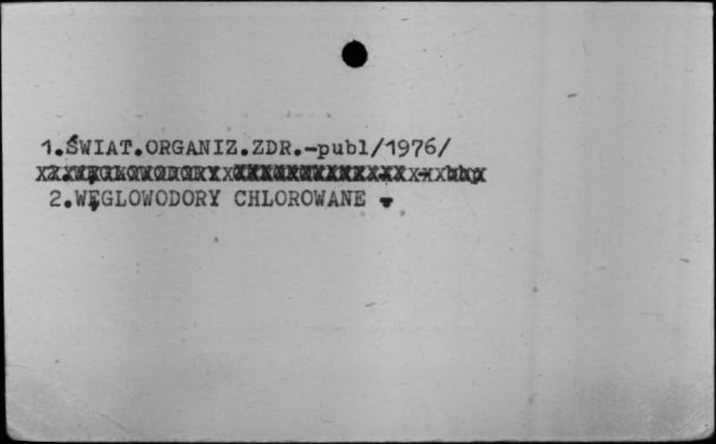 1.ŚWIAT.ORGANIZ.ZDR.-publ/1976/
2.WĘGLOWODORY CHLOROWANE